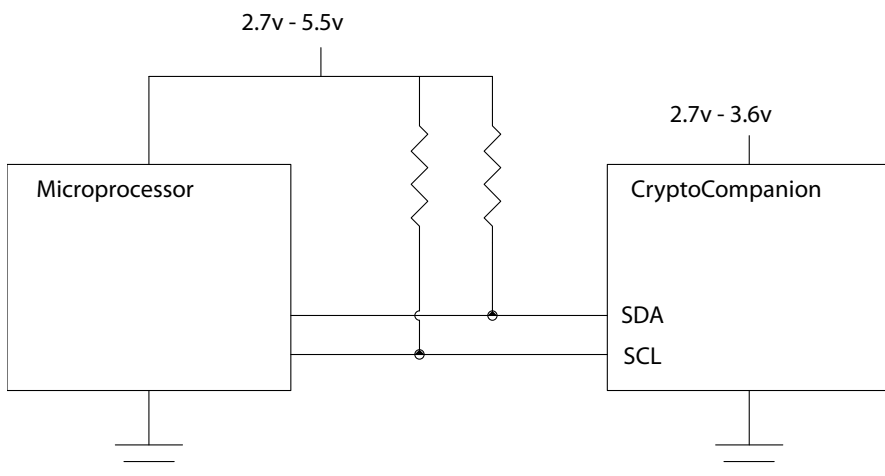 2.7v - 5.5v
2.7v - 3.6v
Microprocessor
CryptoCompanion
SDA
SCL